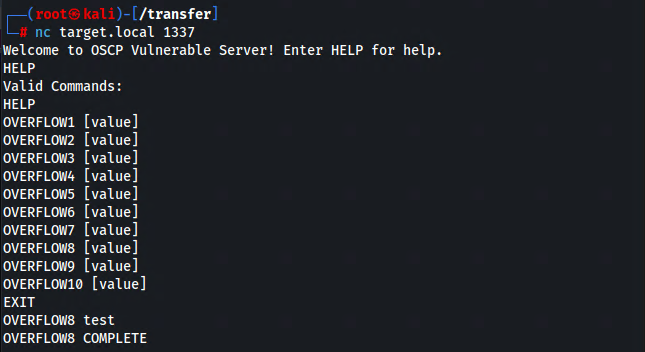 ┌──(root㉿kali)-[/transfer]
└─# nc target.local 1337
Welcome to OSCP Vulnerable Server! Enter HELP for help.
HELP
Valid Commands:
HELP
OVERFLOW1 [value]
OVERFLOW2 [value]
OVERFLOW3 [value]
OVERFLOW4 [value]
OVERFLOW5 [value]
OVERFLOW6 [value]
OVERFLOW7 [value]
OVERFLOW8 [value]
OVERFLOW9 [value]
OVERFLOW10 [value]
EXIT
OVERFLOW8 test
OVERFLOW8 COMPLETE